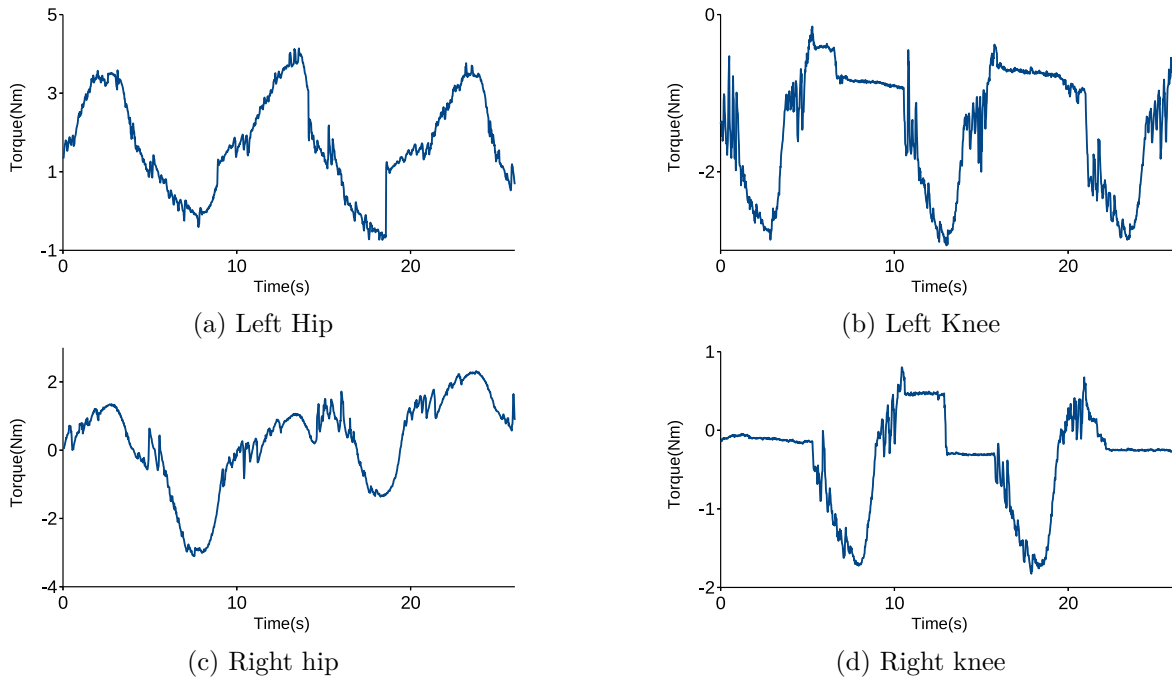 5
3
1
-1
Torque(Nm)
0
10
20
Time(s)
(a) Left Hip
0
-2
Torque(Nm)
0
10
20
Time(s)
(b) Left Knee
2
0
-2
-4
Torque(Nm)
0
10
20
Time(s)
(c) Right hip
1
0
-1
-2
Torque(Nm)
0
10
20
Time(s)
(d) Right knee